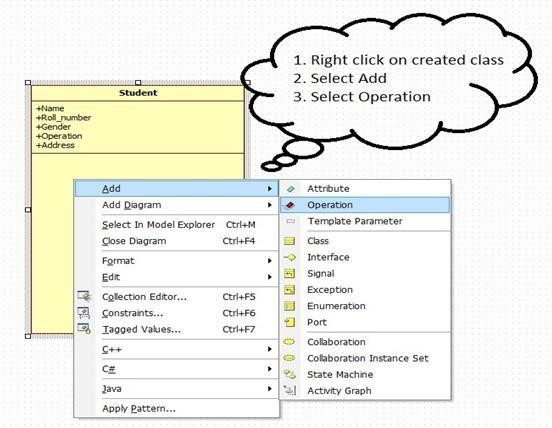 1. Right click on created class
2. Select Add
3. Select Operation
Student
+Name
+Roll_number
+Gender
+Operation
+Address
Add
Add Diagram
Select In Model Explorer Ctrl+M
Close Diagram Ctrl+F4
Format
Edit
Collection Editor... Ctrl+F5
Constraints... Ctrl+F6
Tagged Values... Ctrl+F7
C++
C#
Java
Apply Pattern...
Attribute
Operation
Template Parameter
Class
Interface
Signal
Exception
Enumeration
Port
Collaboration
Collaboration Instance Set
State Machine
Activity Graph